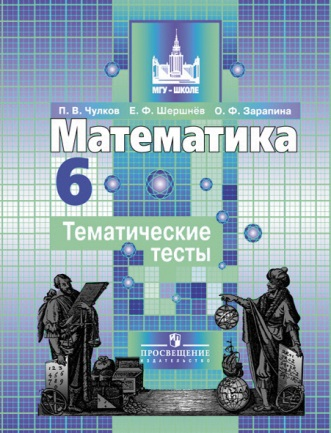 МГУ - ШКОЛЕ
П. В. Чулков Е. Ф. Шершнёв О. Ф. Зарапина
Математика
6
Тематические
тесты
ПРОСВЕЩЕНИЕ
ИЗДАТЕЛЬСТВО